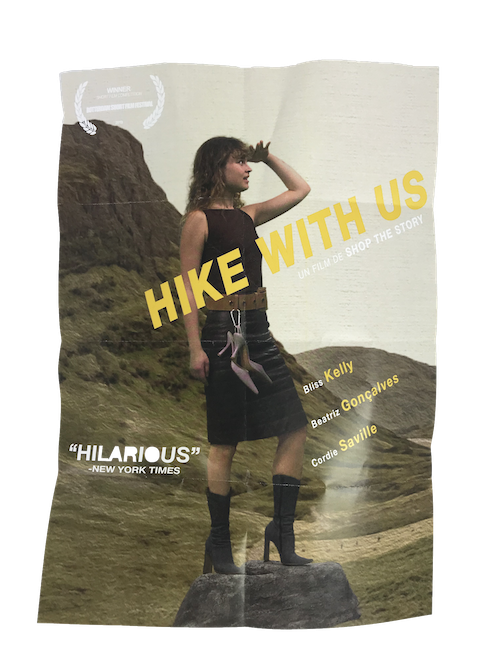 WINNER
HIKE WITH US
UN FILM DE SHOP THE STORY
Bliss Kelly
Beatriz Gonçalves
Cordie Saville
“HILARIOUS”
-NEW YORK TIMES